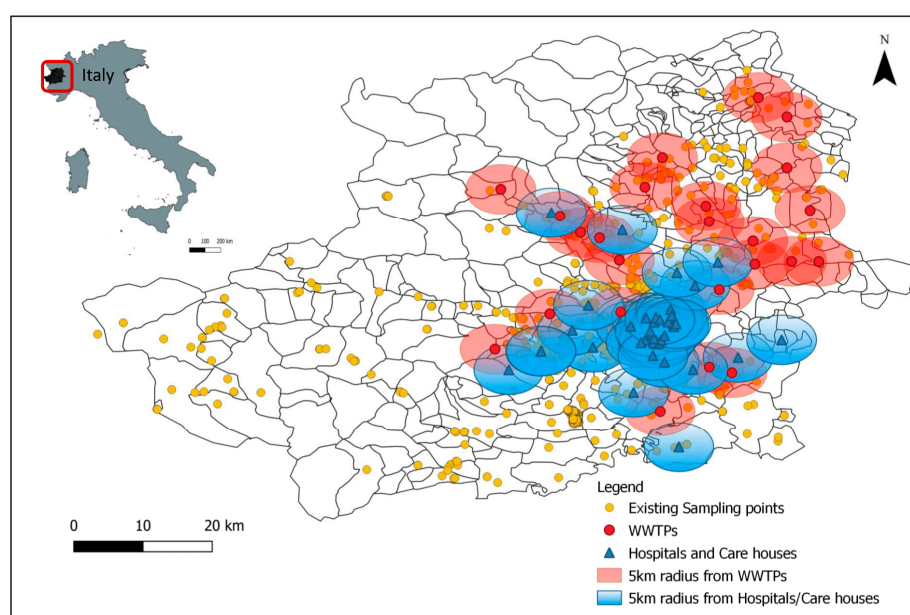 Italy
N
0 100 200 km
Legend
Existing Sampling points
WWTPs
Hospitals and Care houses
5km radius from WWTPs
5km radius from Hospitals/Care houses
0 10 20 km